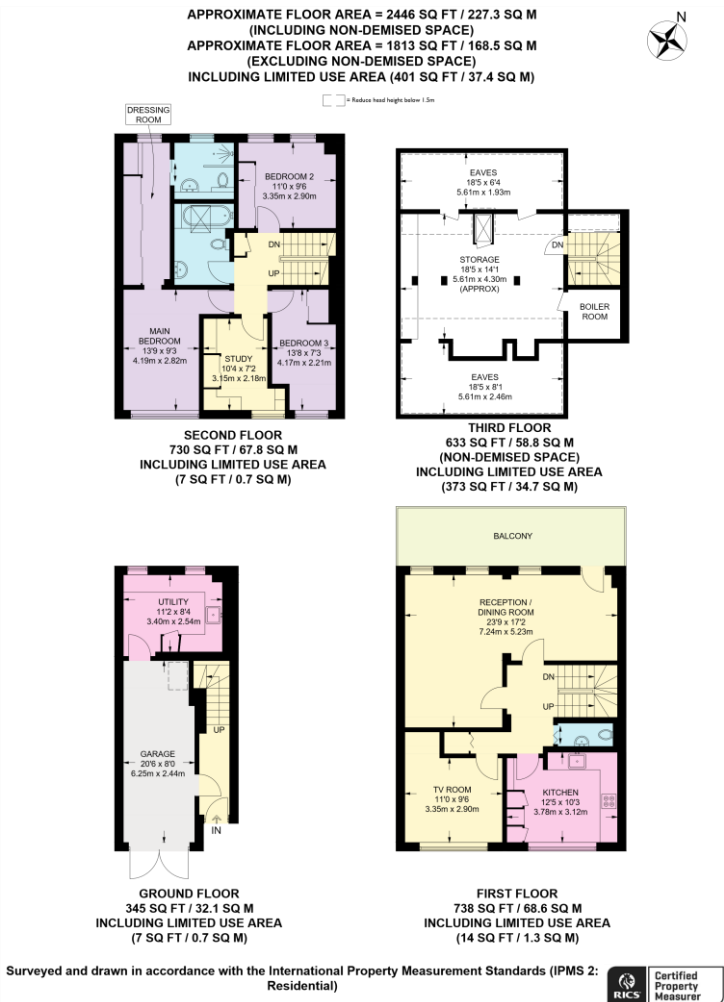 APPROXIMATE FLOOR AREA = 2446 SQ FT / 227.3 SQ M
(INCLUDING NON-DEMISED SPACE)
APPROXIMATE FLOOR AREA = 1813 SQ FT / 168.5 SQ M
(EXCLUDING NON-DEMISED SPACE)
INCLUDING LIMITED USE AREA (401 SQ FT / 37.4 SQ M)
N
= Reduce head height below 1.5m
DRESSING
ROOM
BEDROOM 2
11'0 x 9'6
3.35m x 2.90m
DN
UP
MAIN
BEDROOM
13'9 x 9'3
4.19m x 2.82m
STUDY
10'4 x 7'2
3.15m x 2.18m
BEDROOM 3
13'8 x 7'3
4.17m x 2.21m
SECOND FLOOR
730 SQ FT / 67.8 SQ M
INCLUDING LIMITED USE AREA
(7 SQ FT / 0.7 SQ M)
EAVES
18'5 x 6'4
5.61m x 1.93m
DN
STORAGE
18'5 x 14'1
5.61m x 4.30m
(APPROX)
BOILER
ROOM
EAVES
18'5 x 8'1
5.61m x 2.46m
THIRD FLOOR
633 SQ FT / 58.8 SQ M
(NON-DEMISED SPACE)
INCLUDING LIMITED USE AREA
(373 SQ FT / 34.7 SQ M)
UTILITY
11'2 x 8'4
3.40m x 2.54m
UP
GARAGE
20'6 x 8'0
6.25m x 2.44m
IN
GROUND FLOOR
345 SQ FT / 32.1 SQ M
INCLUDING LIMITED USE AREA
(7 SQ FT / 0.7 SQ M)
BALCONY
RECEPTION /
DINING ROOM
23'9 x 17'2
7.24m x 5.23m
DN
UP
TV ROOM
11'0 x 9'6
3.35m x 2.90m
KITCHEN
12'5 x 10'3
3.78m x 3.12m
FIRST FLOOR
738 SQ FT / 68.6 SQ M
INCLUDING LIMITED USE AREA
(14 SQ FT / 1.3 SQ M)
Surveyed and drawn in accordance with the International Property Measurement Standards (IPMS 2:
Residential)
RICS
Certified
Property
Measurer